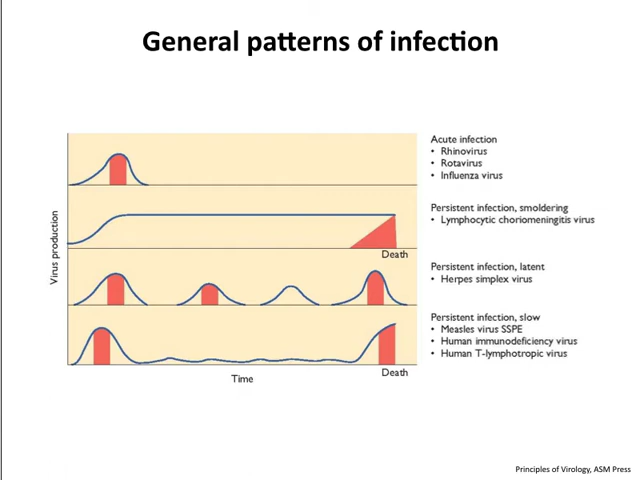 General patterns of infection
Acute infection
• Rhinovirus
• Rotavirus
• Influenza virus
Persistent infection, smoldering
• Lymphocytic choriomeningitis virus
Death
Persistent infection, latent
• Herpes simplex virus
Persistent infection, slow
• Measles virus SSPE
• Human immunodeficiency virus
• Human T-lymphotropic virus
Death
Virus production
Time
Principles of Virology, ASM Press